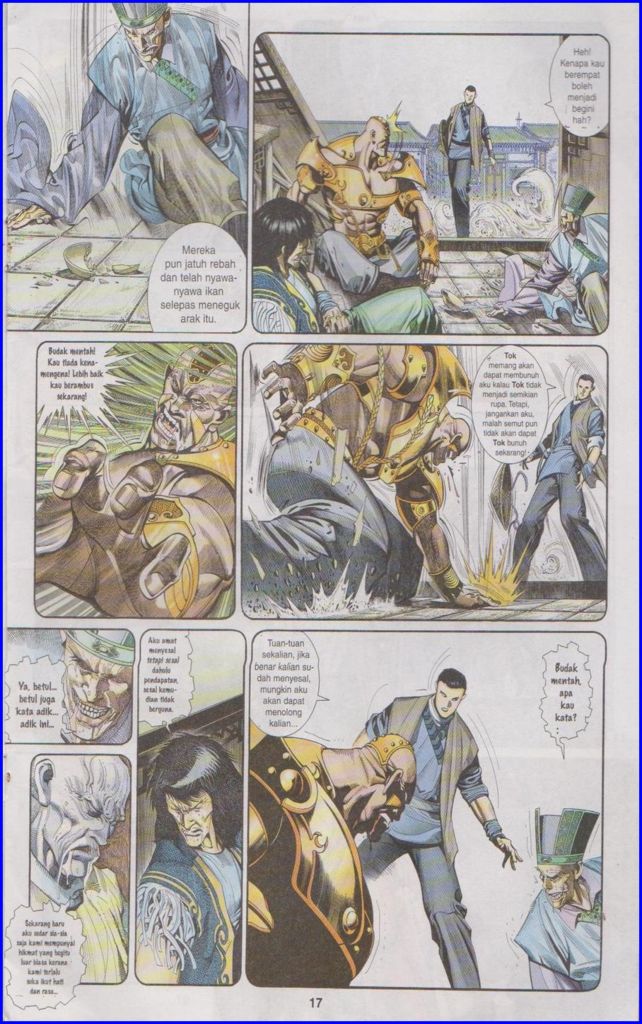 Mereka
pun jatuh rebah
dan telah nyawa-
nyawa ikan
selepas meneguk
arak itu.
Heh!
Kenapa kau
berempat
boleh
menjadi
begini
hah?
Budak mentah!
Kau tiada kena-
mengena! Lebih baik
kau berambus
sekarang!
Tok
memang akan
dapat membunuh
aku kalau Tok tidak
menjadi semikian
rupa. Tetapi,
jangankan aku,
malah semut pun
tidak akan dapat
Tok bunuh
sekarang!
Ya, betul...
betul juga
kata adik...
adik ini...
Sekarang baru
aku sedar sia-sia
saja kami mempunyai
hikmat yang begitu
luar biasa kerana
kami terlalu
suka ikut hati
dan rasa...
Aku amat
menyesal
tetapi sesal
dahulu
pendapatan,
sesal kemu-
dian tidak
berguna.
Tuan-tuan
sekalian, jika
benar kalian su-
dah menyesal,
mungkin aku
akan dapat
menolong
kalian...
Budak
mentah,
apa
kau
kata?
17